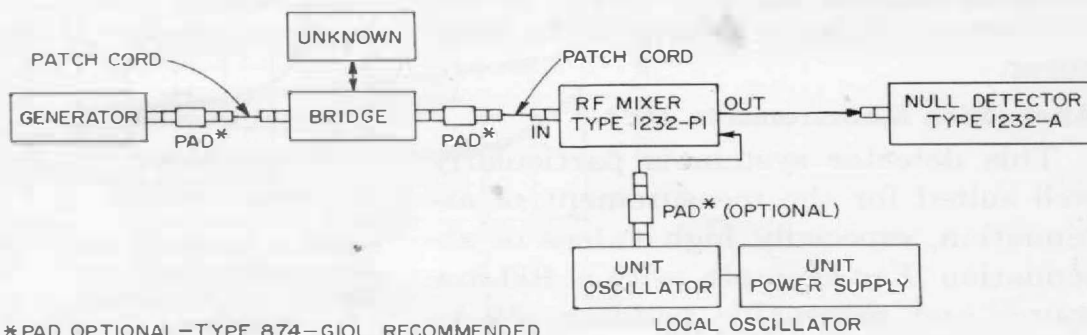 UNKNOWN
PATCH CORD
PATCH CORD
GENERATOR
PAD*
BRIDGE
PAD*
IN
RF MIXER
TYPE 1232-P1
OUT
NULL DETECTOR
TYPE 1232-A
PAD* (OPTIONAL)
UNIT
OSCILLATOR
UNIT
POWER SUPPLY
LOCAL OSCILLATOR
*PAD OPTIONAL-TYPE 874-G10L RECOMMENDED